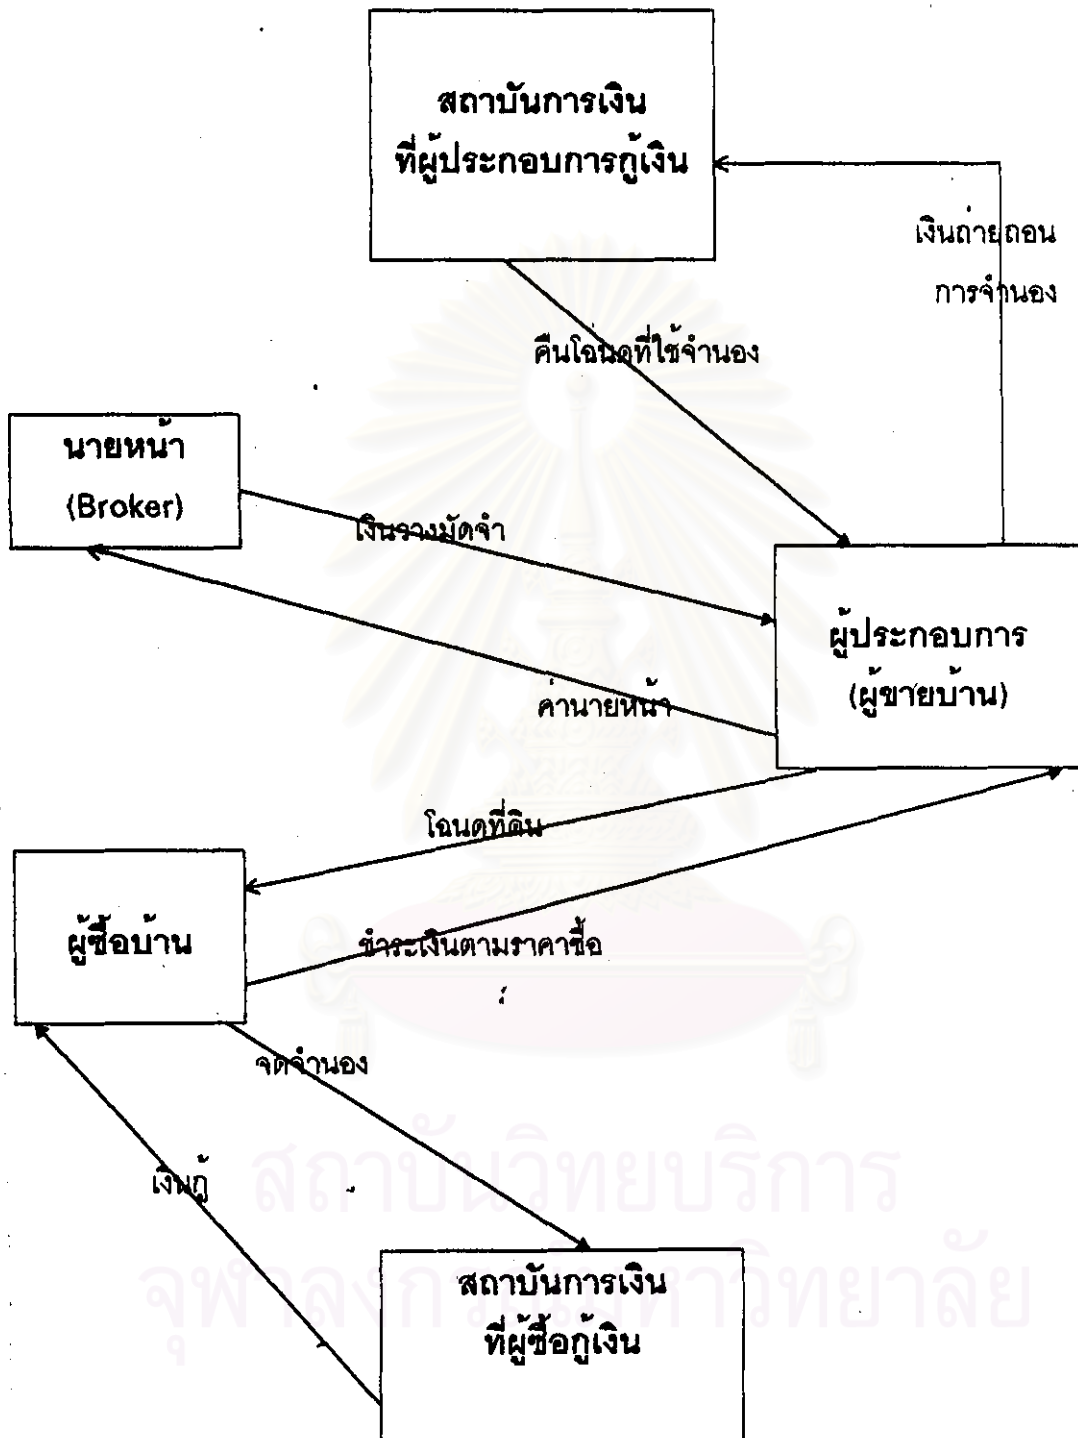 สถาบันการเงิน
ที่ผู้ประกอบการกู้เงิน
เงินถ่ายถอน
การจำนอง
คืนโฉนดที่ใช้จำนอง
นายหน้า
(Broker)
เงินวางมัดจำ
ผู้ประกอบการ
(ผู้ขายบ้าน)
ค่านายหน้า
โฉนดที่ดิน
ผู้ซื้อบ้าน
ชำระเงินตามราคาซื้อ
จดจำนอง
เงินกู้
สถาบันวิทยบริการ
จุฬาลงกรณ์มหาวิทยาลัย
สถาบันการเงิน
ที่ผู้ซื้อกู้เงิน